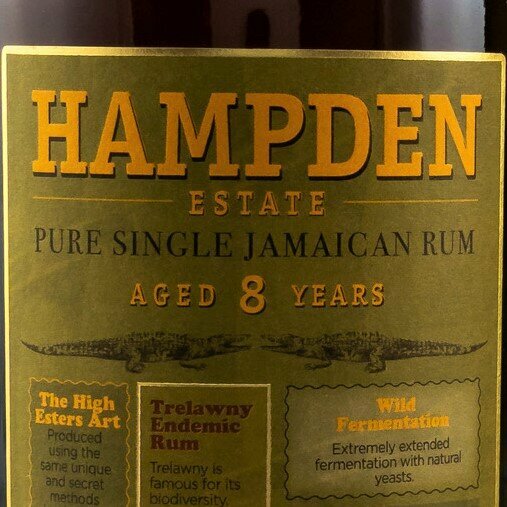 HAMPDEN
ESTATE
PURE SINGLE JAMAICAN RUM
AGED 8 YEARS
The High
Esters Art
Produced
using the
same unique
and secret
methods
Trelawny
Endemic
Rum
Trelawny is
famous for its
biodiversity.
Wild
Fermentation
Extremely extended
fermentation with natural
yeasts.